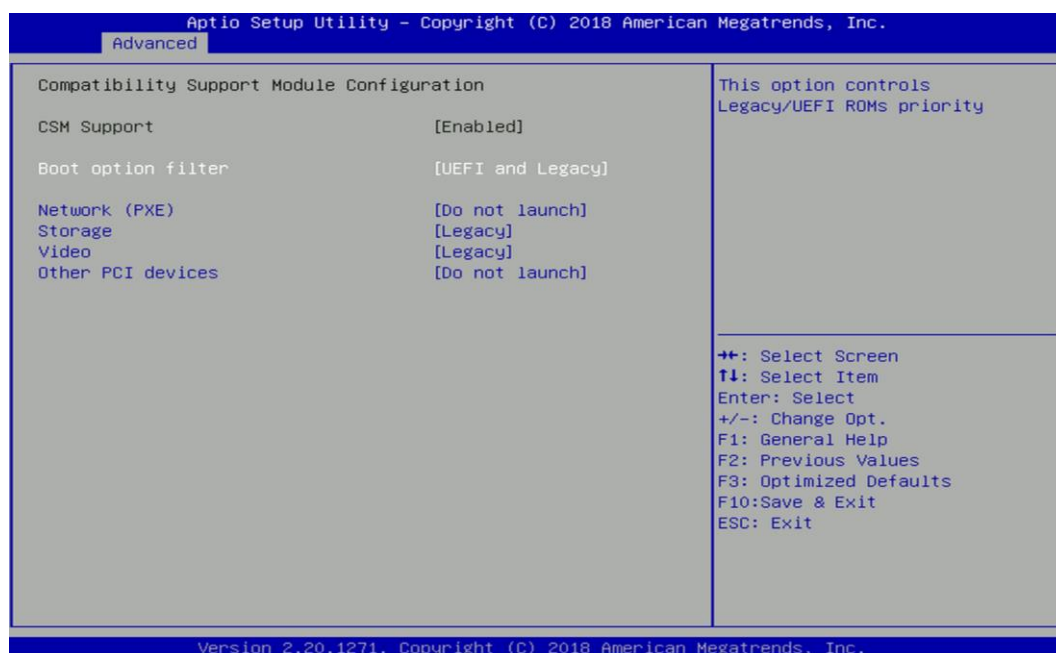 Aptio Setup Utility – Copyright (C) 2018 American Megatrends, Inc.
Advanced
Compatibility Support Module Configuration
CSM Support [Enabled]
Boot option filter [UEFI and Legacy]
Network (PXE) [Do not launch]
Storage [Legacy]
Video [Legacy]
Other PCI devices [Do not launch]
This option controls
Legacy/UEFI ROMs priority
→←: Select Screen
↑↓: Select Item
Enter: Select
+/-: Change Opt.
F1: General Help
F2: Previous Values
F3: Optimized Defaults
F10:Save & Exit
ESC: Exit
Version 2.20.1271. Copyright (C) 2018 American Megatrends, Inc.